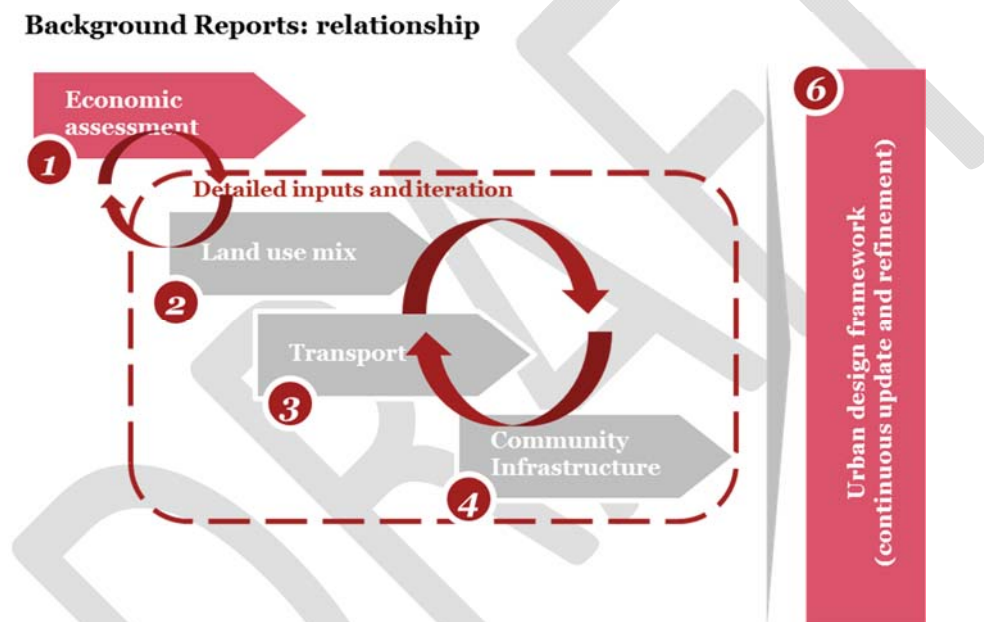 Background Reports: relationship
Economic
assessment
1
Detailed inputs and iteration
Land use mix
2
Transport
3
Community
Infrastructure
4
6
Urban design framework
(continuous update and refinement)
DRAFT